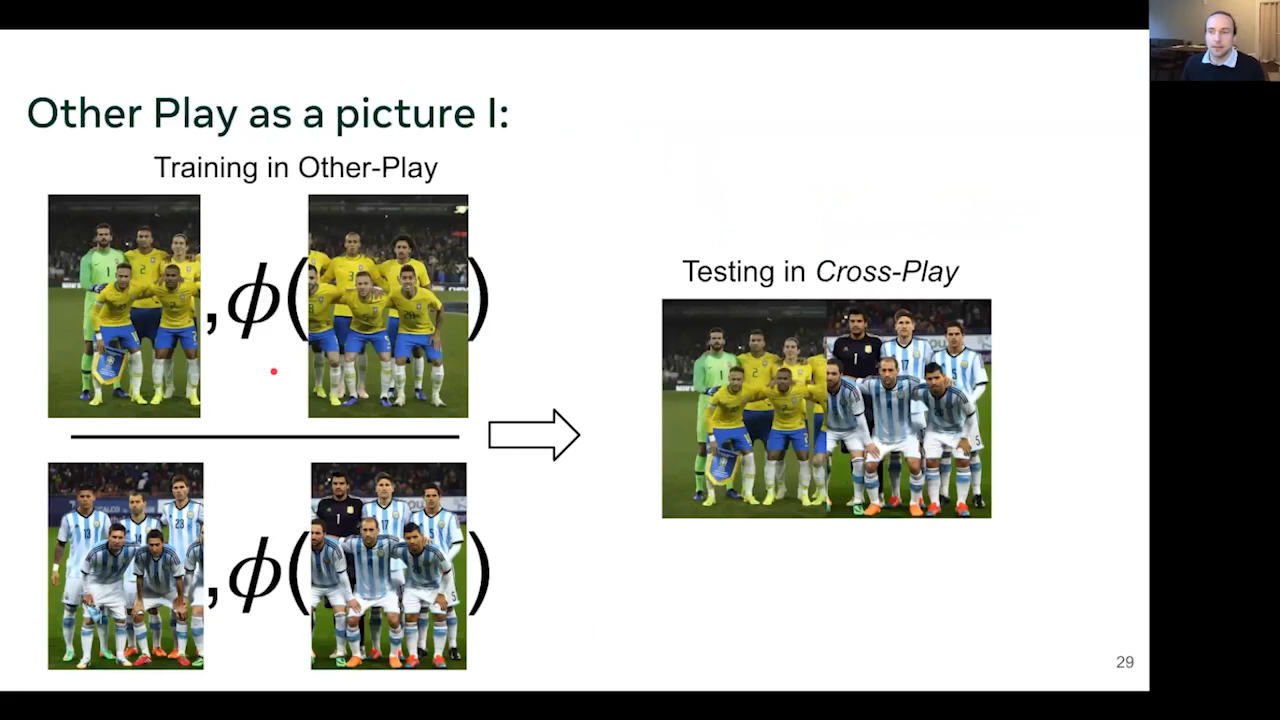 Other Play as a picture I:
Training in Other-Play
, ϕ( )
Testing in Cross-Play
, ϕ( )
29